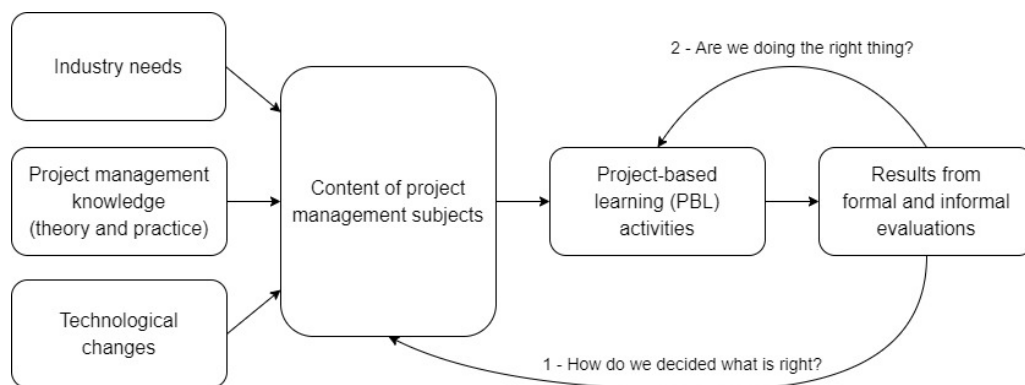 2 - Are we doing the right thing?
Industry needs
Project management
knowledge
(theory and practice)
Technological
changes
Content of project
management subjects
Project-based
learning (PBL)
activities
Results from
formal and informal
evaluations
1 - How do we decided what is right?